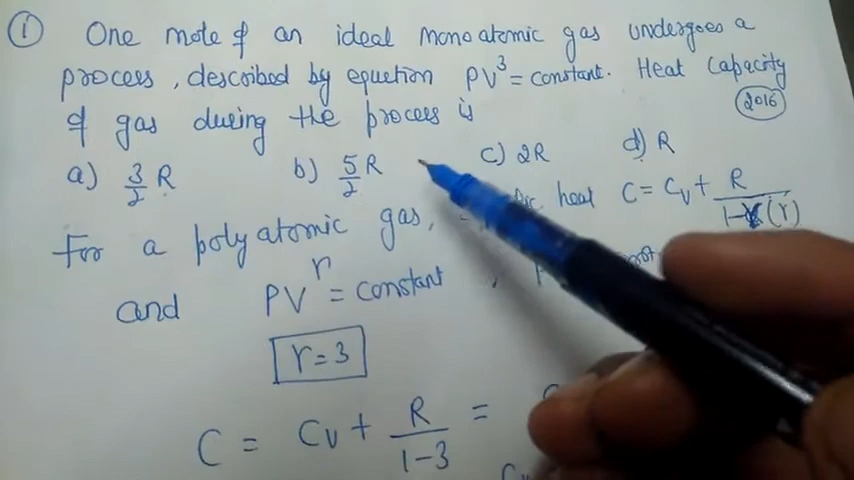 ① One mole of an ideal mono atomic gas undergoes a
process, described by equation PV³ = constant. Heat Capacity
of gas during the process is
2016
a) 3/2 R b) 5/2 R c) 2R d) R
For a poly atomic gas, heat C = Cv + R/1-(r)
and PV^r = constant ,
r = 3
C = Cv + R/1-3 =